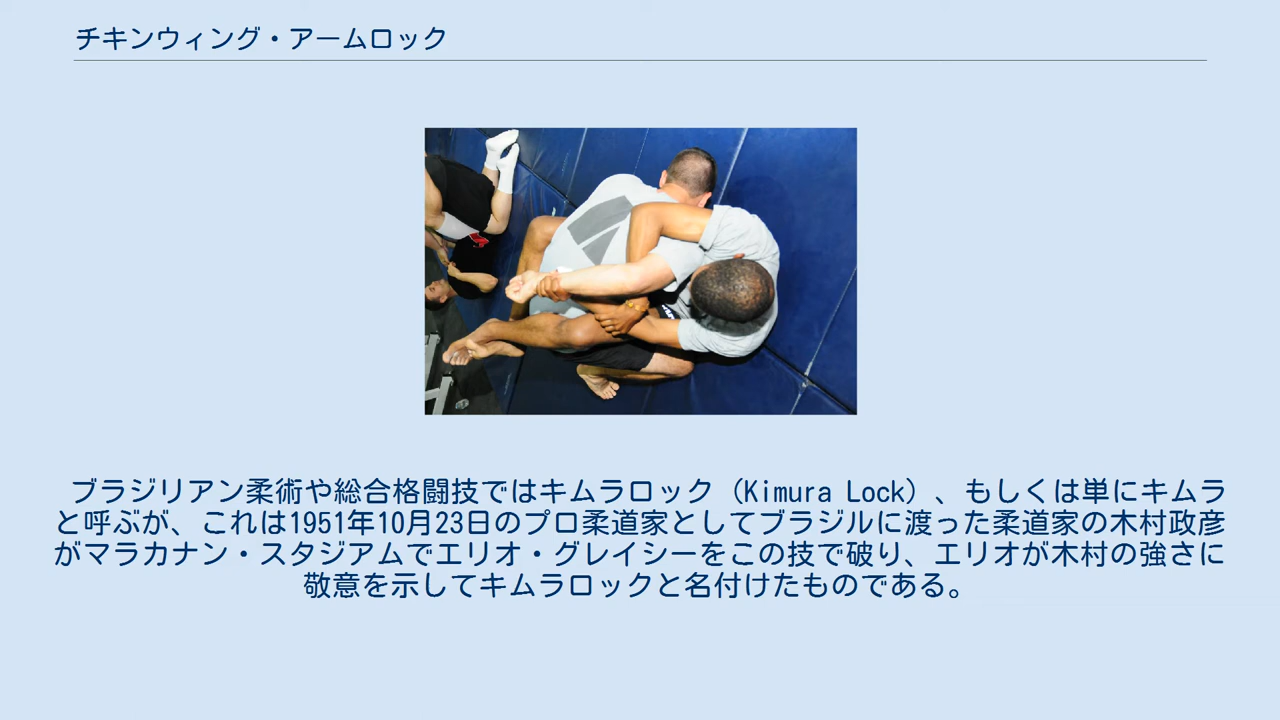 チキンウィング・アームロック
ブラジリアン柔術や総合格闘技ではキムラロック（Kimura Lock）、もしくは単にキムラ
と呼ぶが、これは1951年10月23日のプロ柔道家としてブラジルに渡った柔道家の木村政彦
がマラカナン・スタジアムでエリオ・グレイシーをこの技で破り、エリオが木村の強さに
敬意を示してキムラロックと名付けたものである。